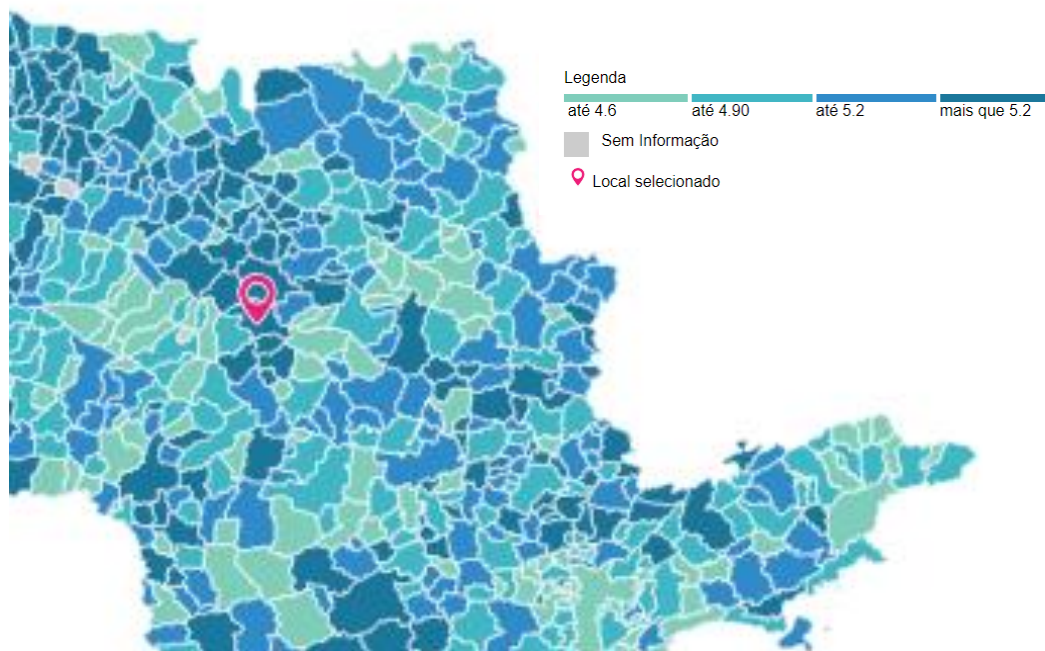 Legenda
até 4.6 até 4.90 até 5.2 mais que 5.2
Sem Informação
Local selecionado